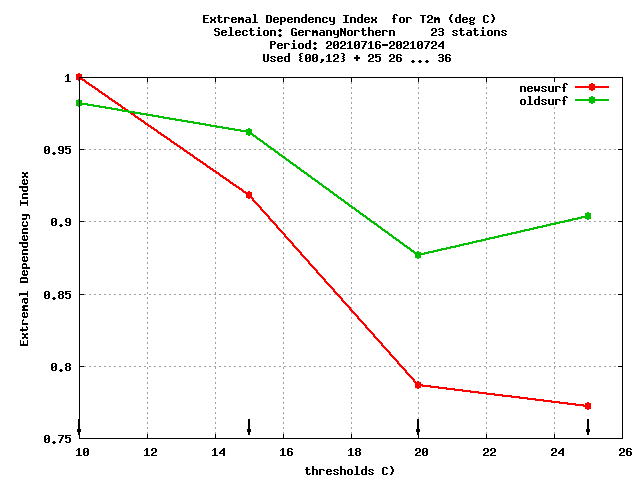 Extremal Dependency Index  for T2m (deg C)
Selection: GermanyNorthern     23 stations
Period: 20210716-20210724
Used {00,12} + 25 26 ... 36
newsurf
oldsurf
1
0.95
0.9
0.85
0.8
0.75
Extremal Dependency Index
10 12 14 16 18 20 22 24 26
thresholds C)